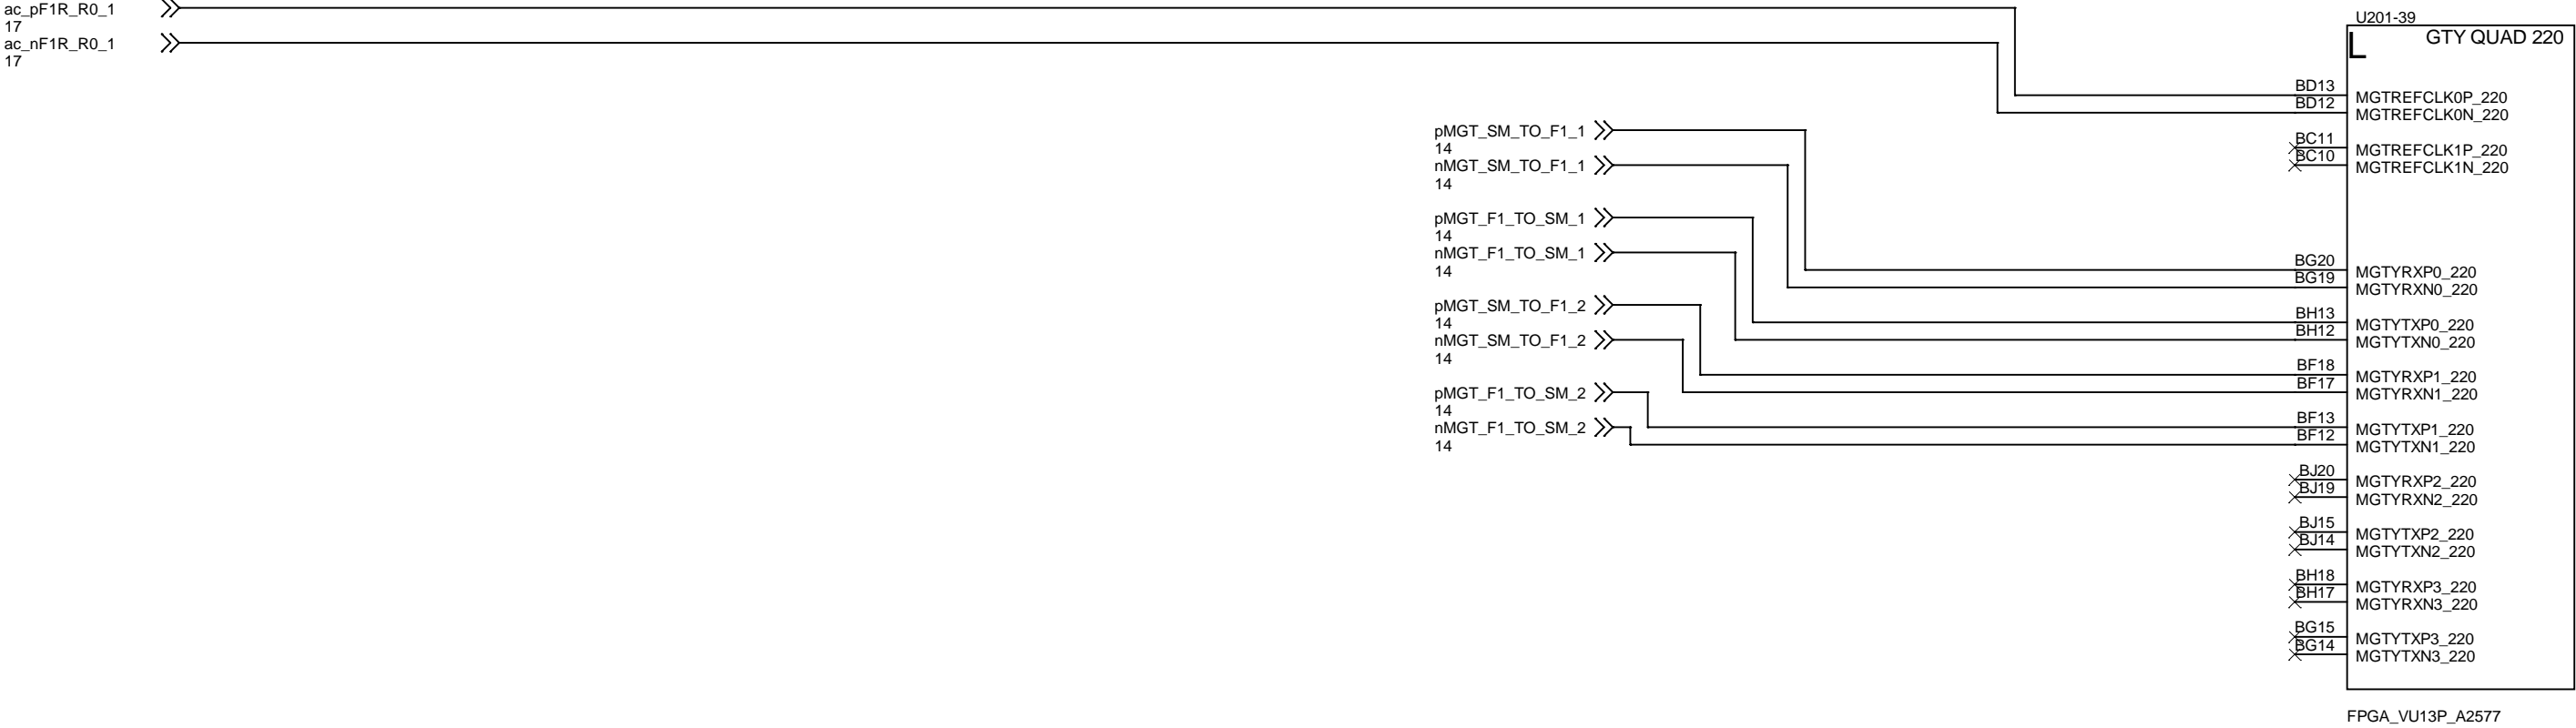 ac_pF1R_R0_1
17
ac_nF1R_R0_1
17
U201-39
L GTY QUAD 220
BD13 MGTREFCLK0P_220
BD12 MGTREFCLK0N_220
pMGT_SM_TO_F1_1
14
BC11 MGTREFCLK1P_220
BC10 MGTREFCLK1N_220
nMGT_SM_TO_F1_1
14
pMGT_F1_TO_SM_1
14
nMGT_F1_TO_SM_1
14
BG20 MGTYRXP0_220
BG19 MGTYRXN0_220
pMGT_SM_TO_F1_2
14
BH13 MGTYTXP0_220
BH12 MGTYTXN0_220
nMGT_SM_TO_F1_2
14
BF18 MGTYRXP1_220
BF17 MGTYRXN1_220
pMGT_F1_TO_SM_2
14
BF13 MGTYTXP1_220
BF12 MGTYTXN1_220
nMGT_F1_TO_SM_2
14
BJ20 MGTYRXP2_220
BJ19 MGTYRXN2_220
BJ15 MGTYTXP2_220
BJ14 MGTYTXN2_220
BH18 MGTYRXP3_220
BH17 MGTYRXN3_220
BG15 MGTYTXP3_220
BG14 MGTYTXN3_220
FPGA_VU13P_A2577